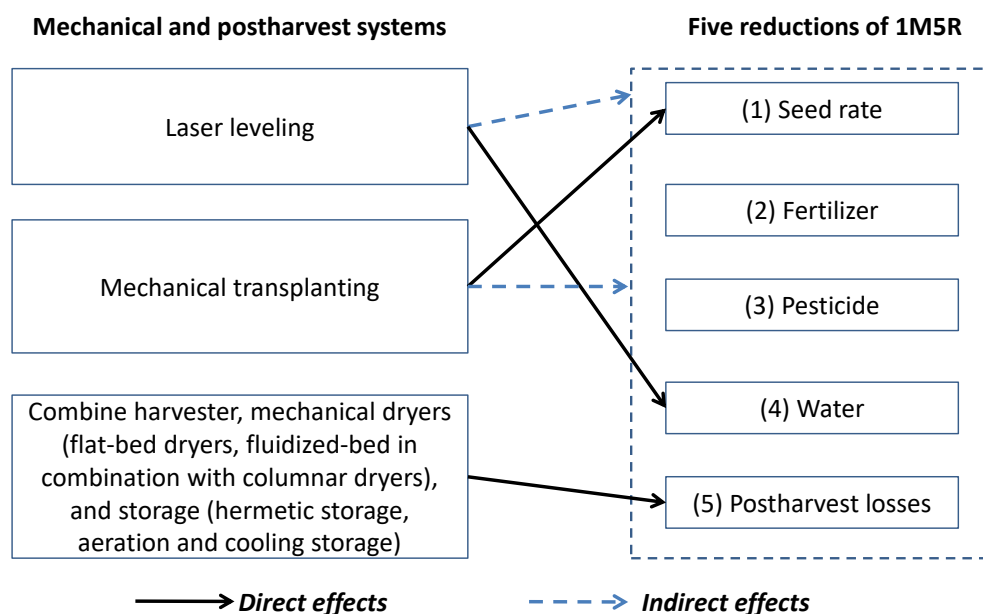 Mechanical and postharvest systems
Five reductions of 1M5R
Laser leveling
Mechanical transplanting
Combine harvester, mechanical dryers
(flat-bed dryers, fluidized-bed in
combination with columnar dryers),
and storage (hermetic storage,
aeration and cooling storage)
(1) Seed rate
(2) Fertilizer
(3) Pesticide
(4) Water
(5) Postharvest losses
Direct effects
Indirect effects